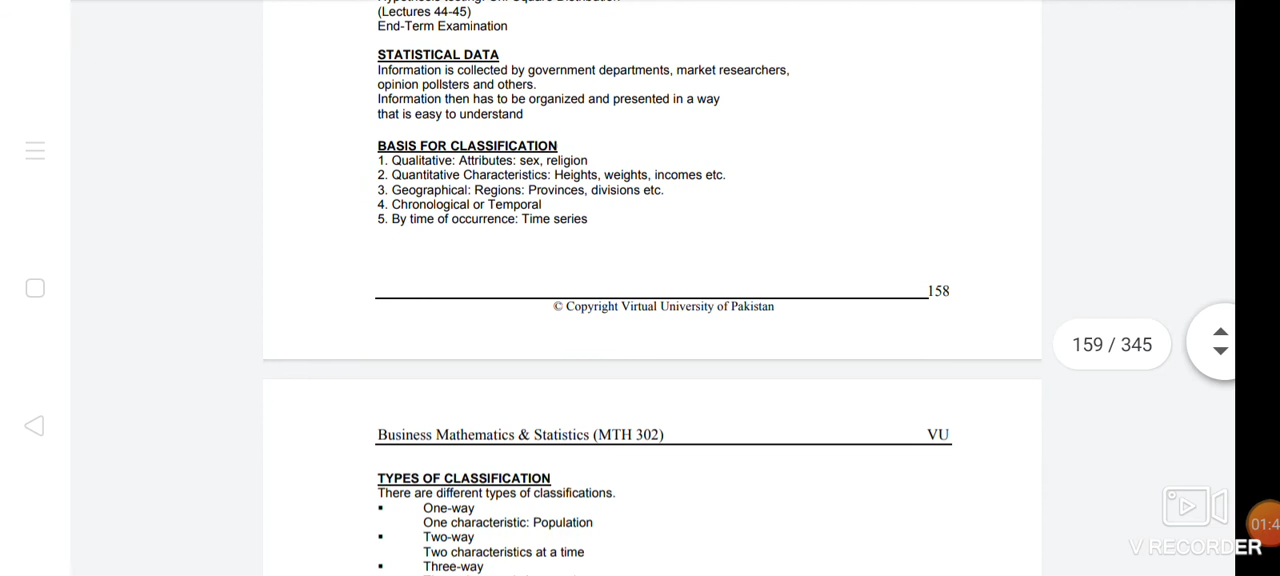 (Lectures 44-45)
End-Term Examination
STATISTICAL DATA
Information is collected by government departments, market researchers,
opinion pollsters and others.
Information then has to be organized and presented in a way
that is easy to understand
BASIS FOR CLASSIFICATION
1. Qualitative: Attributes: sex, religion
2. Quantitative Characteristics: Heights, weights, incomes etc.
3. Geographical: Regions: Provinces, divisions etc.
4. Chronological or Temporal
5. By time of occurrence: Time series
158
© Copyright Virtual University of Pakistan
159 / 345
Business Mathematics & Statistics (MTH 302) VU
TYPES OF CLASSIFICATION
There are different types of classifications.
▪ One-way
One characteristic: Population
▪ Two-way
Two characteristics at a time
▪ Three-way
01:4
V RECORDER